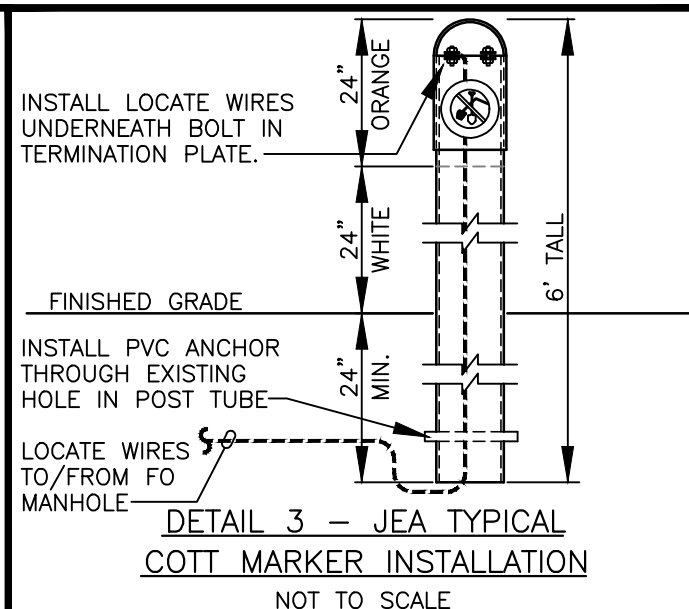 24"
ORANGE
INSTALL LOCATE WIRES
UNDERNEATH BOLT IN
TERMINATION PLATE.
24"
WHITE
6' TALL
FINISHED GRADE
INSTALL PVC ANCHOR
THROUGH EXISTING
HOLE IN POST TUBE
24"
MIN.
LOCATE WIRES
TO/FROM FO
MANHOLE
DETAIL 3 – JEA TYPICAL
COTT MARKER INSTALLATION
NOT TO SCALE